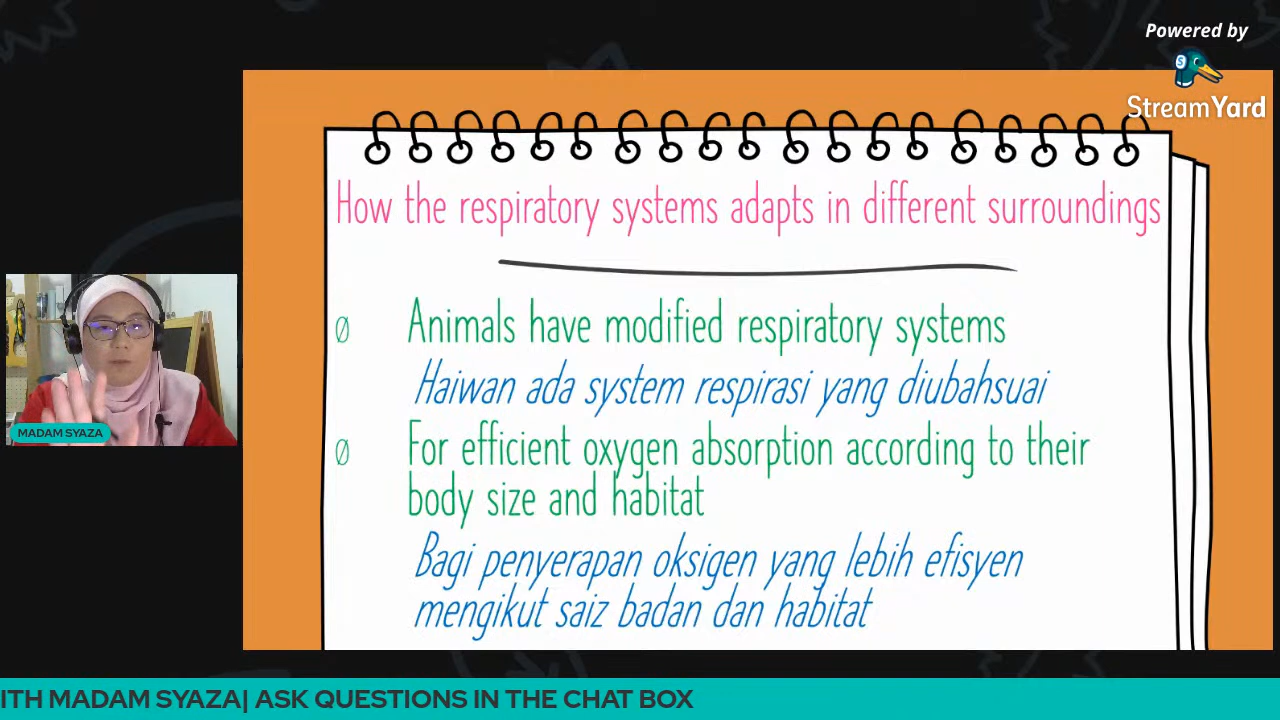 Powered by
StreamYard
How the respiratory systems adapts in different surroundings
Ø Animals have modified respiratory systems
Haiwan ada system respirasi yang diubahsuai
Ø For efficient oxygen absorption according to their
body size and habitat
Bagi penyerapan oksigen yang lebih efisyen
mengikut saiz badan dan habitat
MADAM SYAZA
ITH MADAM SYAZA| ASK QUESTIONS IN THE CHAT BOX